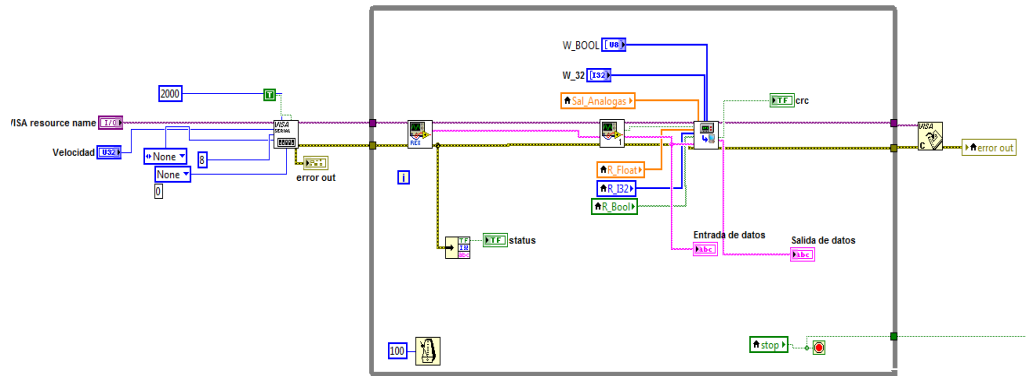 W_BOOL
[U8]
W_32
[I32]
2000
T
Sal_Analogas
TF
crc
VISA resource name
I/O
VISA
Velocidad
U32
None
8
None
0
error out
i
1
R_Float
R_I32
R_Bool
VISA
C
error out
TF
status
Entrada de datos
abc
Salida de datos
abc
100
stop